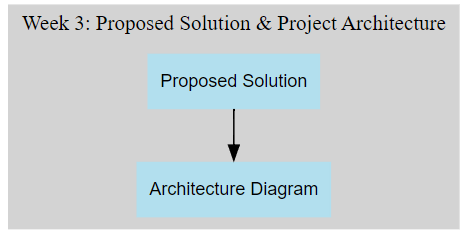 Week 3: Proposed Solution & Project Architecture
Proposed Solution
Architecture Diagram